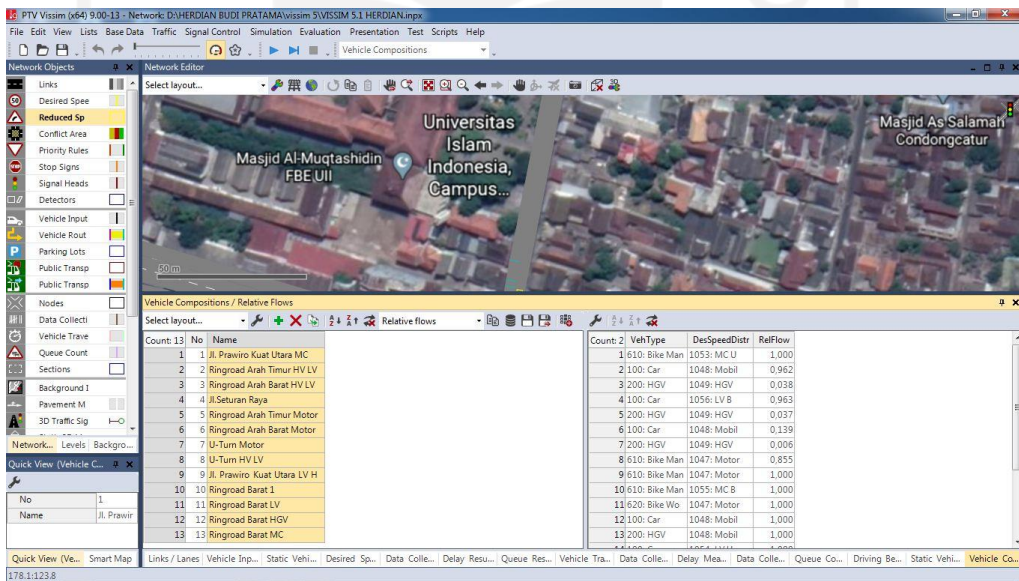 PTV Vissim (x64) 9.00-13 - Network: D:\HERDIAN BUDI PRATAMA\vissim 5\VISSIM 5.1 HERDIAN.inpx
File Edit View Lists Base Data Traffic Signal Control Simulation Evaluation Presentation Test Scripts Help
Vehicle Compositions
Network Objects
Network Editor
Select layout...
Links
Desired Spee
Reduced Sp
Conflict Area
Priority Rules
Stop Signs
Signal Heads
Detectors
Vehicle Input
Vehicle Rout
Parking Lots
Public Transp
Public Transp
Nodes
Data Collecti
Vehicle Trave
Queue Count
Sections
Background I
Pavement M
3D Traffic Sig
Network... Levels Backgro...
Masjid Al-Muqtashidin
FBE UII
Universitas
Islam
Indonesia,
Campus...
Masjid As Salamah
Condongcatur
50 m
Vehicle Compositions / Relative Flows
Select layout... Relative flows
Count: 13 No Name
1 1 Jl. Prawiro Kuat Utara MC
2 2 Ringroad Arah Timur HV LV
3 3 Ringroad Arah Barat HV LV
4 4 Jl.Seturan Raya
5 5 Ringroad Arah Timur Motor
6 6 Ringroad Arah Barat Motor
7 7 U-Turn Motor
8 8 U-Turn HV LV
9 9 Jl. Prawiro Kuat Utara LV H
10 10 Ringroad Barat 1
11 11 Ringroad Barat LV
12 12 Ringroad Barat HGV
13 13 Ringroad Barat MC
Count: 2 VehType DesSpeedDistr RelFlow
1 610: Bike Man 1053: MC U 1,000
2 100: Car 1048: Mobil 0,962
3 200: HGV 1049: HGV 0,038
4 100: Car 1056: LV B 0,963
5 200: HGV 1049: HGV 0,037
6 100: Car 1048: Mobil 0,139
7 200: HGV 1049: HGV 0,006
8 610: Bike Man 1047: Motor 0,855
9 610: Bike Man 1047: Motor 1,000
10 610: Bike Man 1055: MC B 1,000
11 620: Bike Wo 1047: Motor 1,000
12 100: Car 1048: Mobil 1,000
13 200: HGV 1048: Mobil 1,000
Quick View (Vehicle C...
No 1
Name Jl. Prawir
Quick View (Ve... Smart Map
Links / Lanes Vehicle Inp... Static Vehi... Desired Sp... Data Colle... Delay Resu... Queue Res... Vehicle Tra... Data Colle... Delay Mea... Data Colle... Queue Co... Driving Be... Static Vehi... Vehicle Co...
178.1:123.8